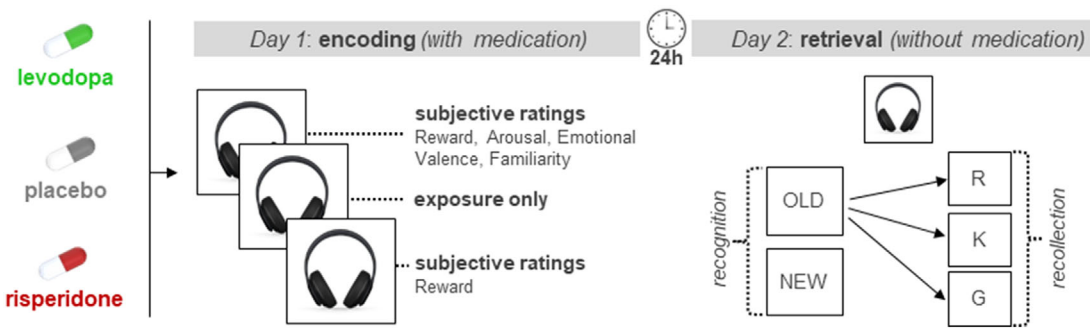 levodopa
placebo
risperidone
Day 1: encoding (with medication)
subjective ratings
Reward, Arousal, Emotional
Valence, Familiarity
exposure only
subjective ratings
Reward
24h
Day 2: retrieval (without medication)
recognition
OLD
NEW
R
K
G
recollection